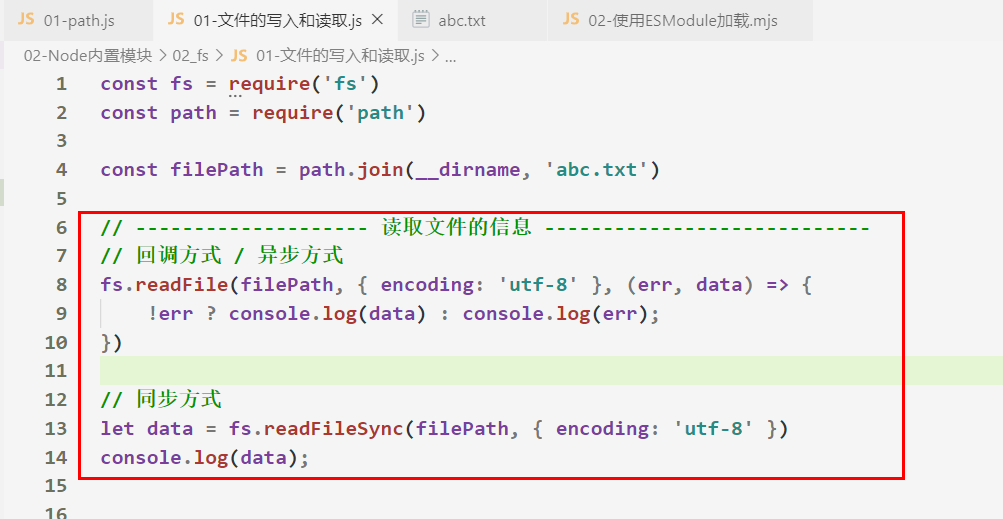 JS 01-path.js JS 01-文件的写入和读取.js × abc.txt JS 02-使用ESModule加载.mjs
02-Node内置模块 > 02_fs > JS 01-文件的写入和读取.js > ...
1 const fs = require('fs')
2 const path = require('path')
3
4 const filePath = path.join(__dirname, 'abc.txt')
5
6 // -------------------- 读取文件的信息 ----------------------------
7 // 回调方式 / 异步方式
8 fs.readFile(filePath, { encoding: 'utf-8' }, (err, data) => {
9     !err ? console.log(data) : console.log(err);
10 })
11
12 // 同步方式
13 let data = fs.readFileSync(filePath, { encoding: 'utf-8' })
14 console.log(data);
15
16